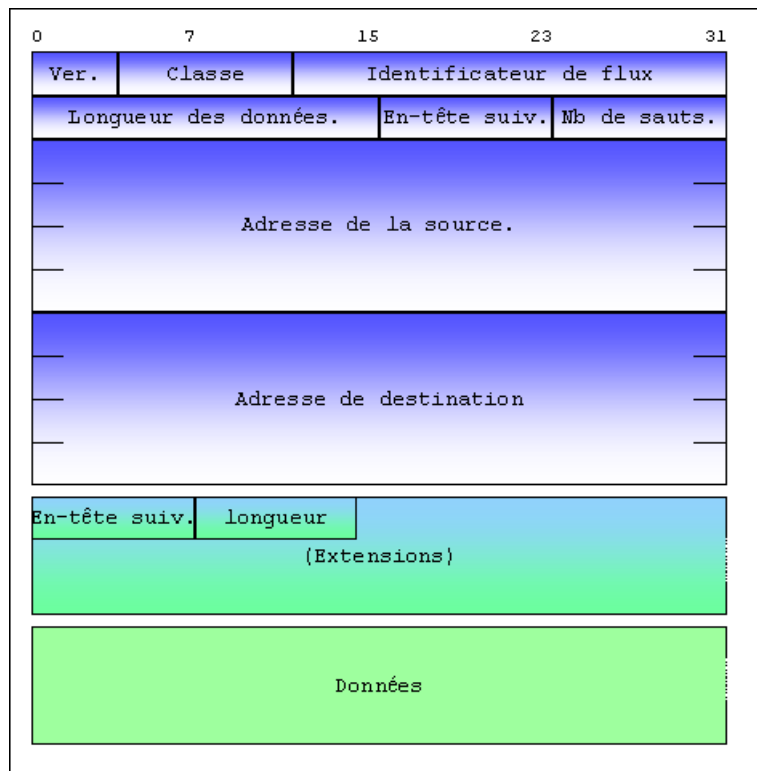 0 7 15 23 31
Ver. Classe Identificateur de flux
Longueur des données. En-tête suiv. Nb de sauts.
Adresse de la source.
Adresse de destination
En-tête suiv. longueur
(Extensions)
Données